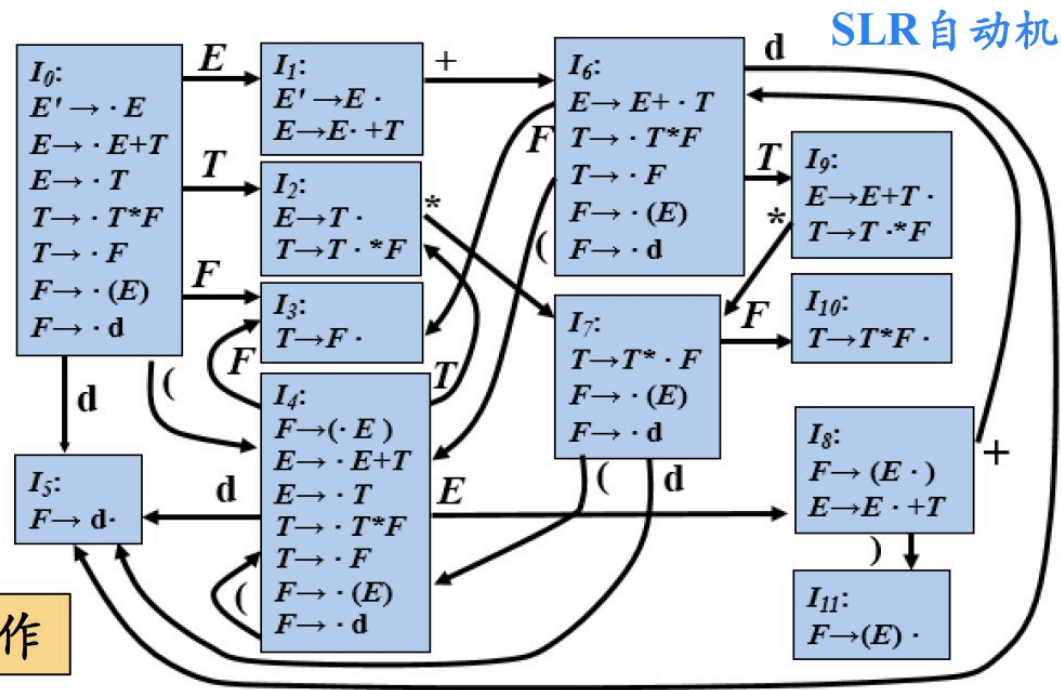 SLR自动机
I₀:
E' → · E
E → · E+T
E → · T
T → · T*F
T → · F
F → · (E)
F → · d
E
T
F
d
(
I₁:
E' → E ·
E → E· +T
+
I₂:
E → T ·
T → T · *F
*
I₃:
T → F ·
F
T
I₄:
F → (· E )
E → · E+T
E → · T
T → · T*F
T → · F
F → · (E)
F → · d
d
E
(
I₅:
F → d·
作
I₆:
E → E+ · T
T → · T*F
T → · F
F → · (E)
F → · d
d
F
(
T
I₇:
T → T* · F
F → · (E)
F → · d
F
(
d
I₉:
E → E+T ·
T → T ·*F
*
I₁₀:
T → T*F ·
I₈:
F → (E · )
E → E · +T
+
)
I₁₁:
F → (E) ·